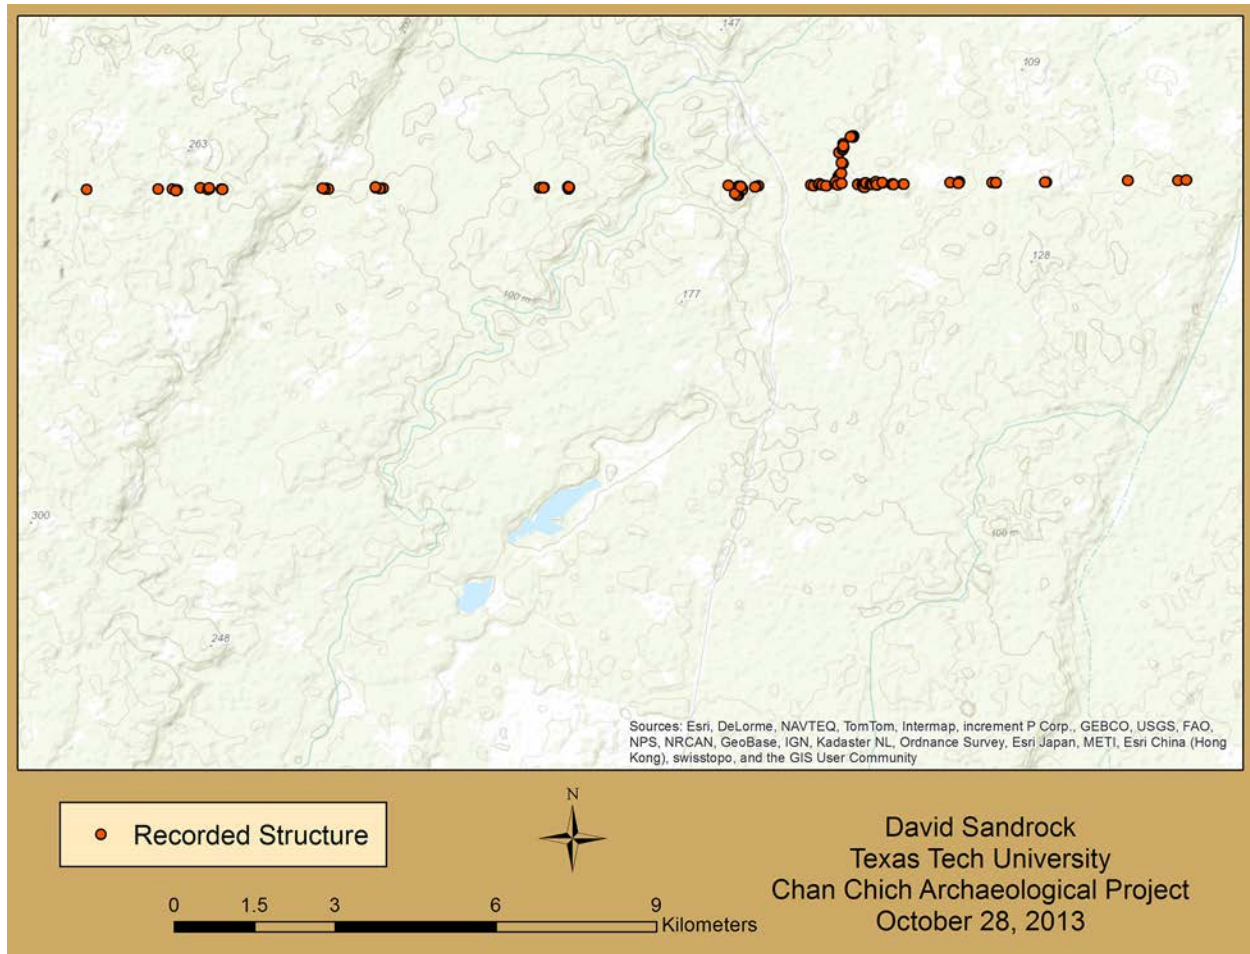 147
109
263
128
100 m
177
300
100 m
248
Sources: Esri, DeLorme, NAVTEQ, TomTom, Intermap, increment P Corp., GEBCO, USGS, FAO,
NPS, NRCAN, GeoBase, IGN, Kadaster NL, Ordnance Survey, Esri Japan, METI, Esri China (Hong
Kong), swisstopo, and the GIS User Community
Recorded Structure
N
0 1.5 3 6 9
Kilometers
David Sandrock
Texas Tech University
Chan Chich Archaeological Project
October 28, 2013